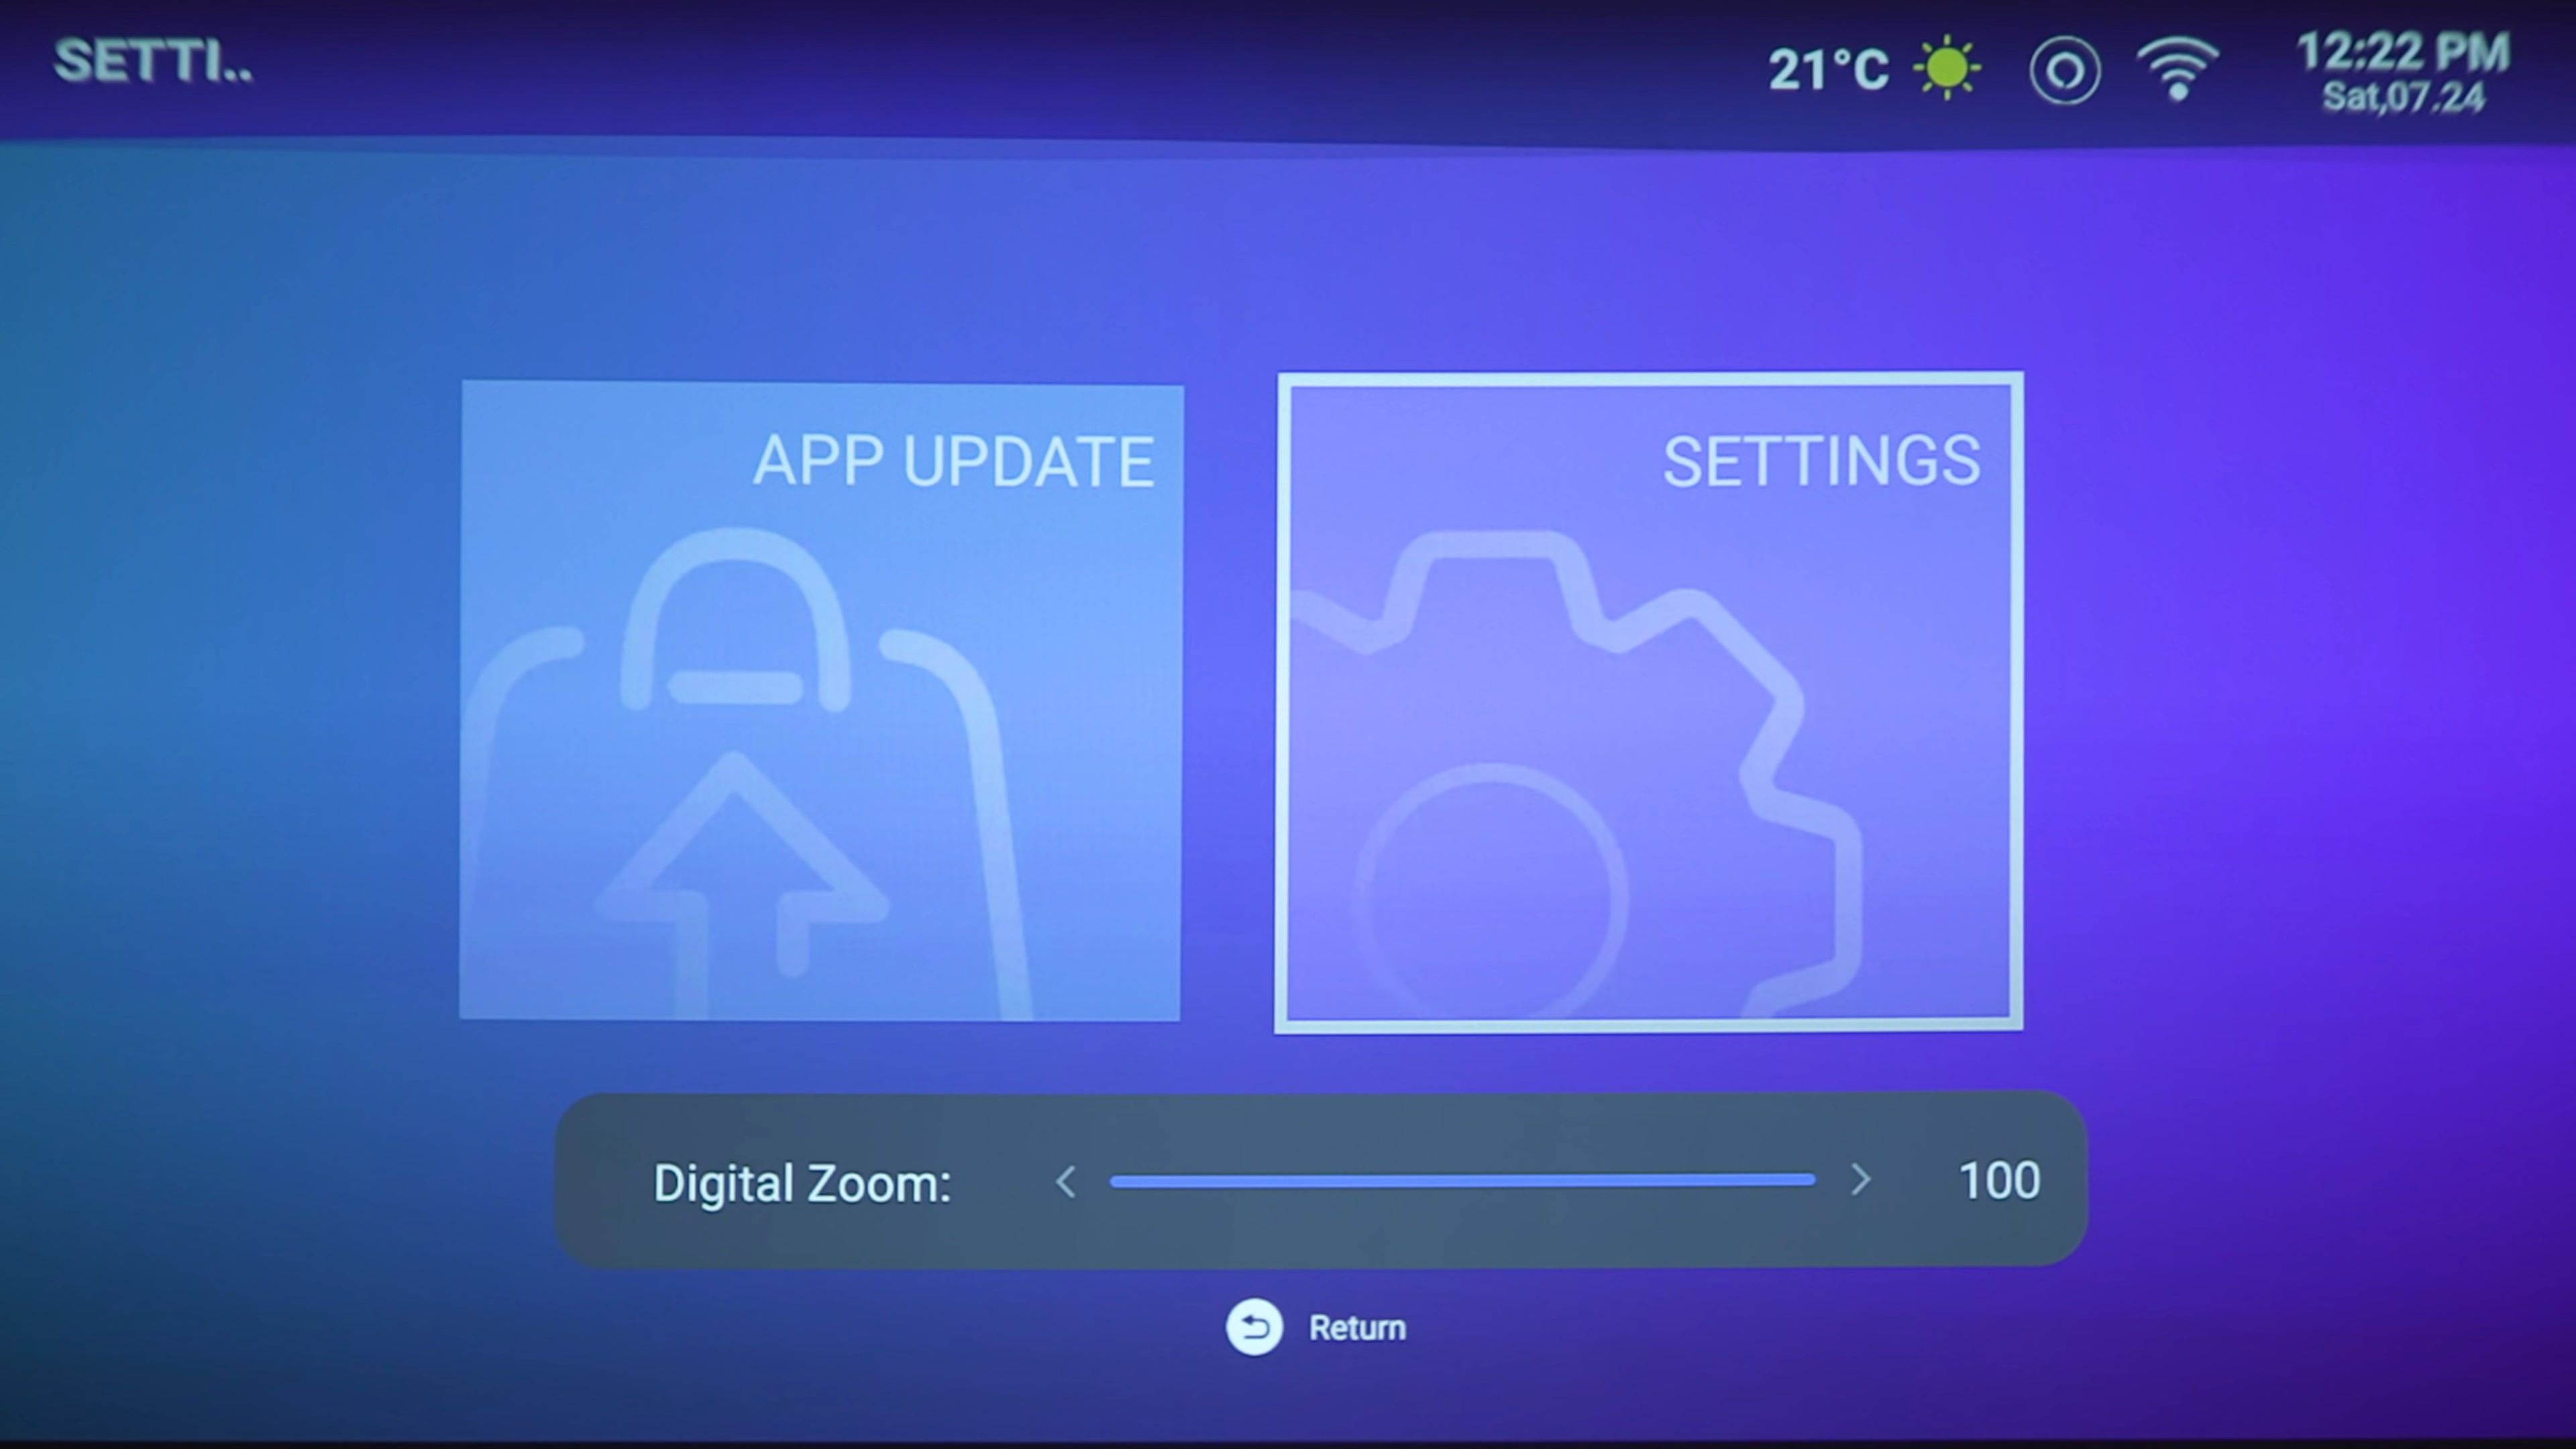 SETTI..
21°C
12:22 PM
Sat,07.24
APP UPDATE
SETTINGS
Digital Zoom: < > 100
Return